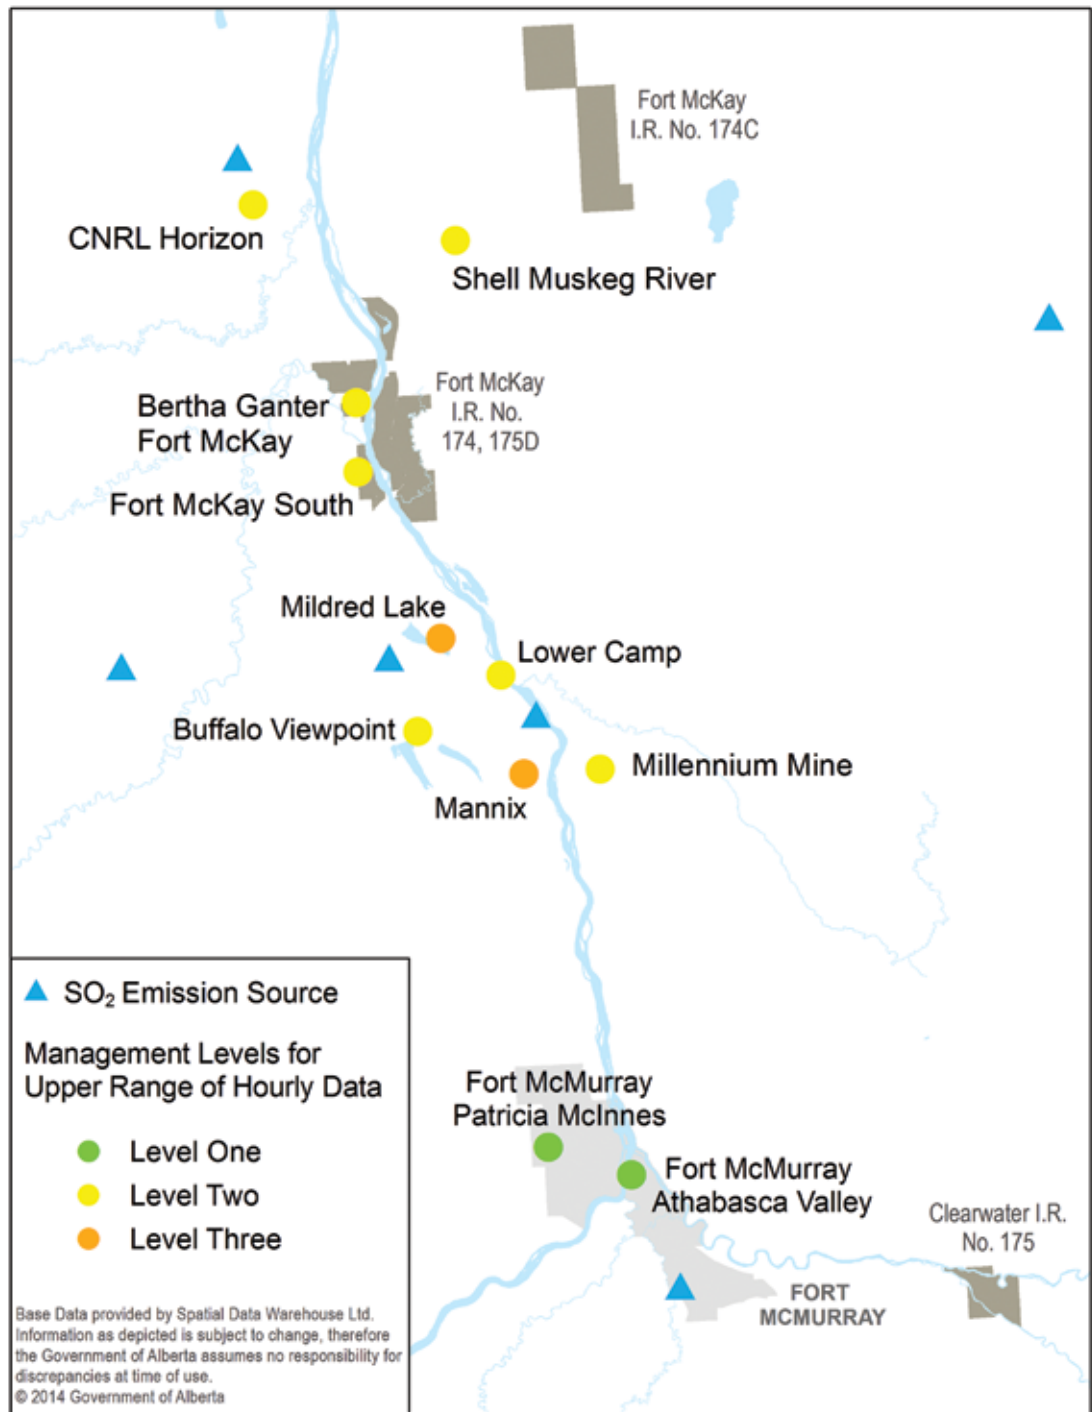 Fort McKay
I.R. No. 174C
CNRL Horizon
Shell Muskeg River
Fort McKay
I.R. No.
174, 175D
Bertha Ganter
Fort McKay
Fort McKay South
Mildred Lake
Lower Camp
Buffalo Viewpoint
Millennium Mine
Mannix
SO₂ Emission Source
Management Levels for
Upper Range of Hourly Data
Level One
Level Two
Level Three
Base Data provided by Spatial Data Warehouse Ltd.
Information as depicted is subject to change, therefore
the Government of Alberta assumes no responsibility for
discrepancies at time of use.
© 2014 Government of Alberta
Fort McMurray
Patricia McInnes
Fort McMurray
Athabasca Valley
Clearwater I.R.
No. 175
FORT
MCMURRAY